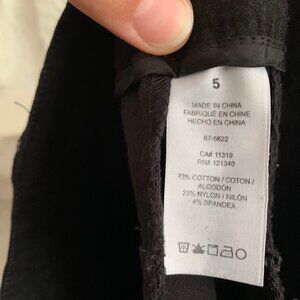 5
MADE IN CHINA
FABRIQUÉ EN CHINE
HECHO EN CHINA
67-5622
CA# 11319
RN# 121340
73% COTTON / COTON /
ALGODÓN
23% NYLON / NILÓN
4% SPANDEX